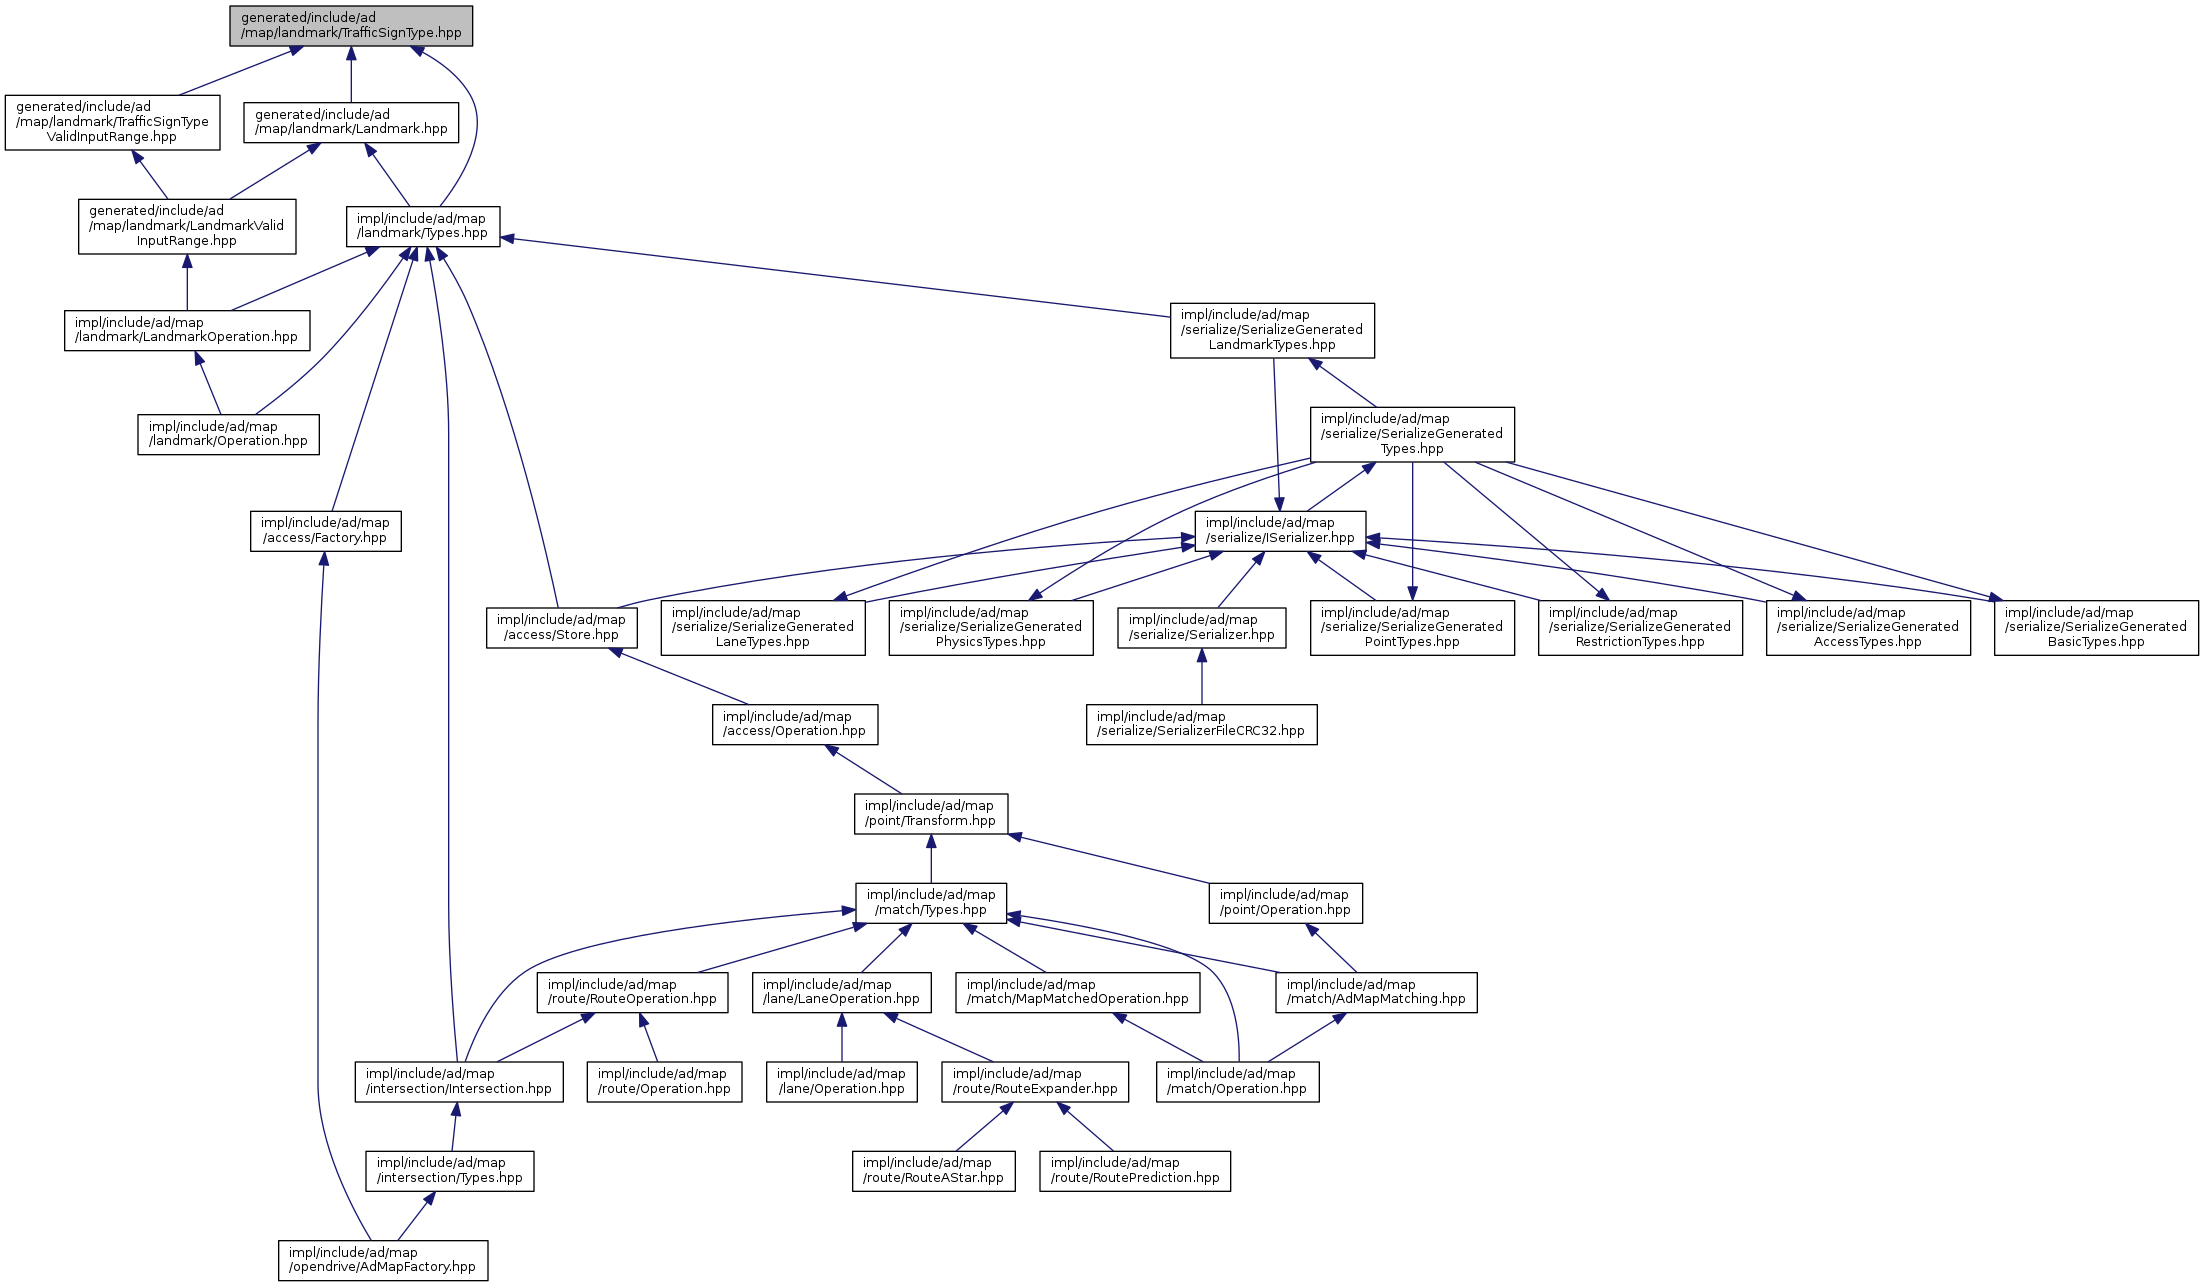 generated/include/ad
/map/landmark/TrafficSignType.hpp
generated/include/ad
/map/landmark/TrafficSignType
ValidInputRange.hpp
generated/include/ad
/map/landmark/Landmark.hpp
generated/include/ad
/map/landmark/LandmarkValid
InputRange.hpp
impl/include/ad/map
/landmark/Types.hpp
impl/include/ad/map
/landmark/LandmarkOperation.hpp
impl/include/ad/map
/serialize/SerializeGenerated
LandmarkTypes.hpp
impl/include/ad/map
/landmark/Operation.hpp
impl/include/ad/map
/serialize/SerializeGenerated
Types.hpp
impl/include/ad/map
/access/Factory.hpp
impl/include/ad/map
/serialize/ISerializer.hpp
impl/include/ad/map
/access/Store.hpp
impl/include/ad/map
/serialize/SerializeGenerated
LaneTypes.hpp
impl/include/ad/map
/serialize/SerializeGenerated
PhysicsTypes.hpp
impl/include/ad/map
/serialize/Serializer.hpp
impl/include/ad/map
/serialize/SerializeGenerated
PointTypes.hpp
impl/include/ad/map
/serialize/SerializeGenerated
RestrictionTypes.hpp
impl/include/ad/map
/serialize/SerializeGenerated
AccessTypes.hpp
impl/include/ad/map
/serialize/SerializeGenerated
BasicTypes.hpp
impl/include/ad/map
/access/Operation.hpp
impl/include/ad/map
/serialize/SerializerFileCRC32.hpp
impl/include/ad/map
/point/Transform.hpp
impl/include/ad/map
/match/Types.hpp
impl/include/ad/map
/point/Operation.hpp
impl/include/ad/map
/route/RouteOperation.hpp
impl/include/ad/map
/lane/LaneOperation.hpp
impl/include/ad/map
/match/MapMatchedOperation.hpp
impl/include/ad/map
/match/AdMapMatching.hpp
impl/include/ad/map
/intersection/Intersection.hpp
impl/include/ad/map
/route/Operation.hpp
impl/include/ad/map
/lane/Operation.hpp
impl/include/ad/map
/route/RouteExpander.hpp
impl/include/ad/map
/match/Operation.hpp
impl/include/ad/map
/intersection/Types.hpp
impl/include/ad/map
/route/RouteAStar.hpp
impl/include/ad/map
/route/RoutePrediction.hpp
impl/include/ad/map
/opendrive/AdMapFactory.hpp